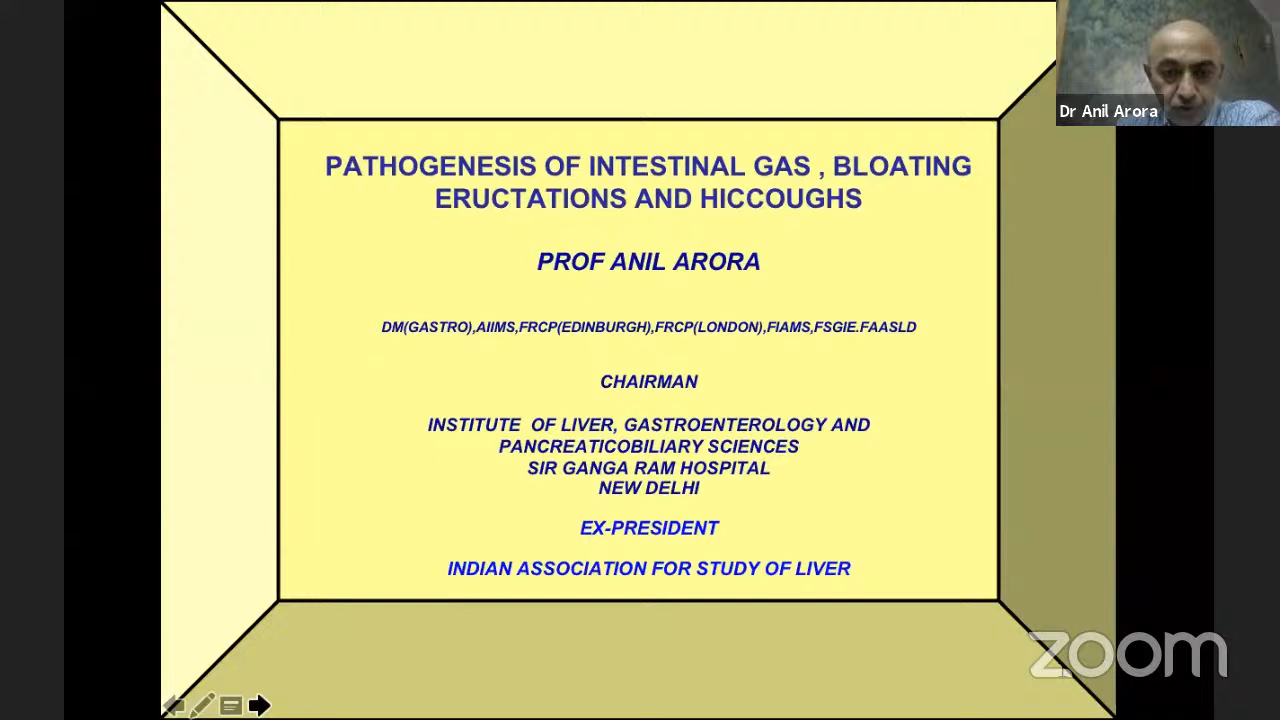 Dr Anil Arora
PATHOGENESIS OF INTESTINAL GAS , BLOATING
ERUCTATIONS AND HICCOUGHS
PROF ANIL ARORA
DM(GASTRO),AIIMS,FRCP(EDINBURGH),FRCP(LONDON),FIAMS,FSGIE.FAASLD
CHAIRMAN
INSTITUTE OF LIVER, GASTROENTEROLOGY AND
PANCREATICOBILIARY SCIENCES
SIR GANGA RAM HOSPITAL
NEW DELHI
EX-PRESIDENT
INDIAN ASSOCIATION FOR STUDY OF LIVER
zoom